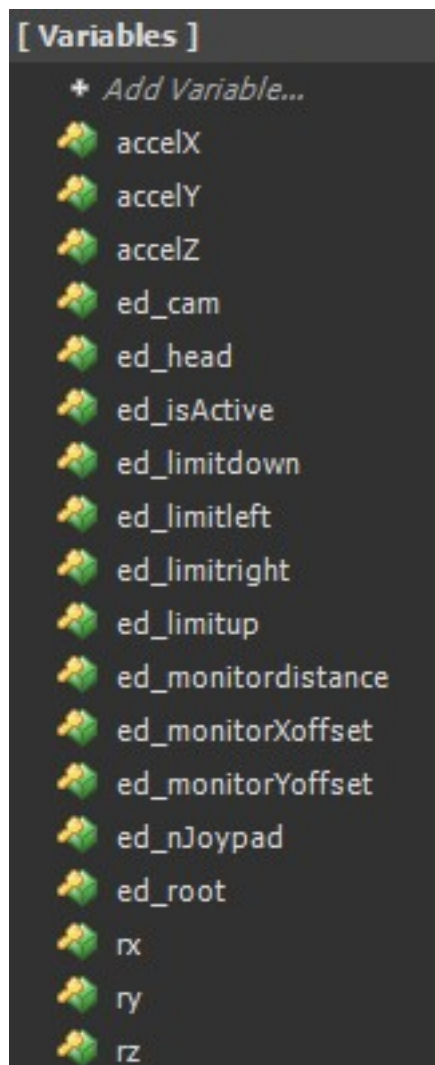 [ Variables ]
+ Add Variable...
accelX
accelY
accelZ
ed_cam
ed_head
ed_isActive
ed_limitdown
ed_limitleft
ed_limitright
ed_limitup
ed_monitordistance
ed_monitorXoffset
ed_monitorYoffset
ed_nJoypad
ed_root
rx
ry
rz